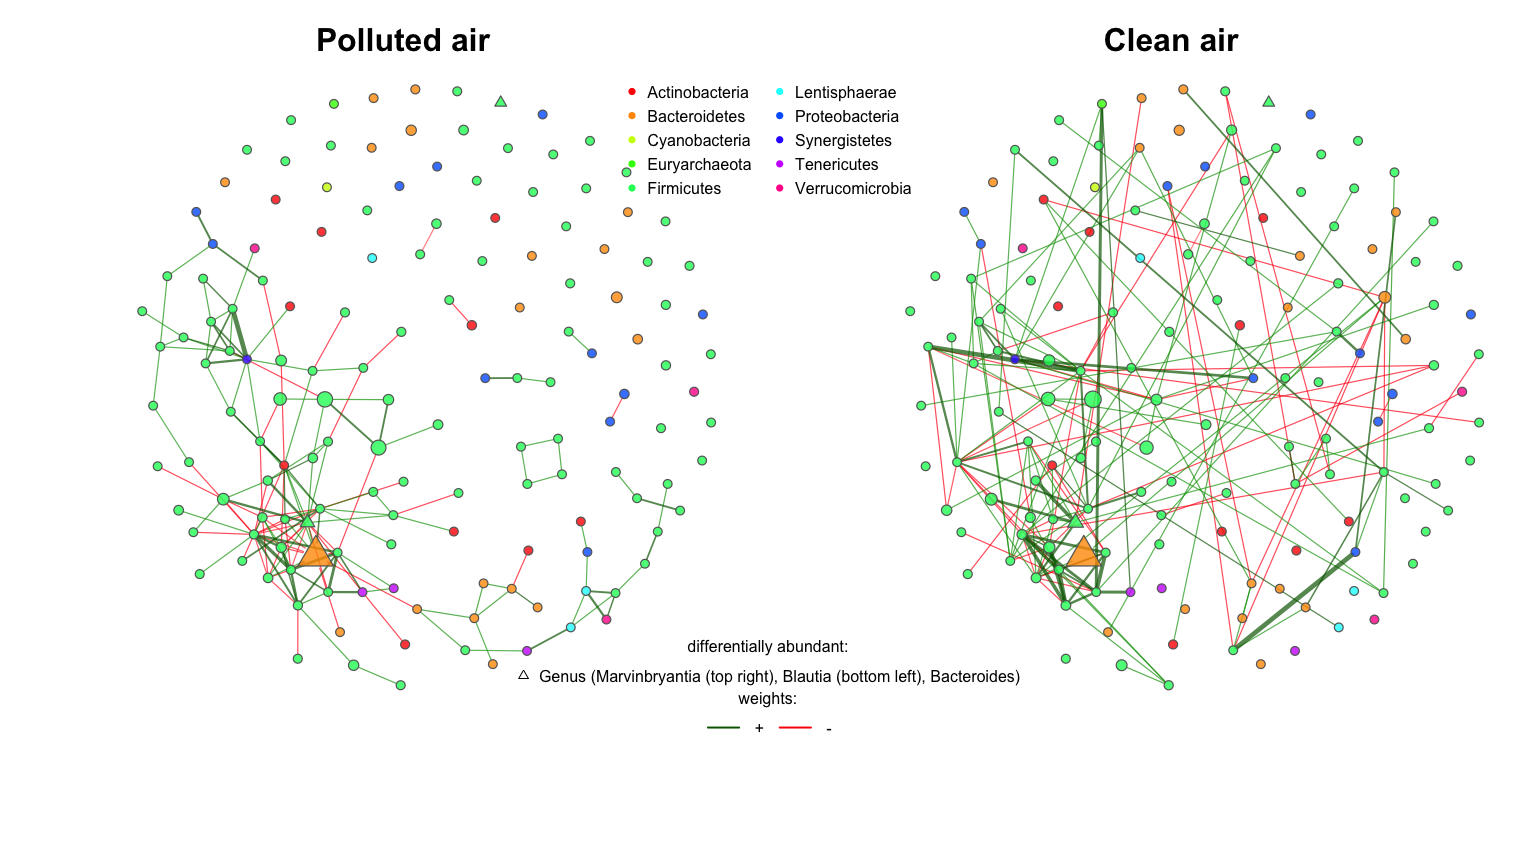 Polluted air
Clean air
Actinobacteria
Bacteroidetes
Cyanobacteria
Euryarchaeota
Firmicutes
Lentisphaerae
Proteobacteria
Synergistetes
Tenericutes
Verrucomicrobia
differentially abundant:
Genus (Marvinbryantia (top right), Blautia (bottom left), Bacteroides)
weights:
+ -